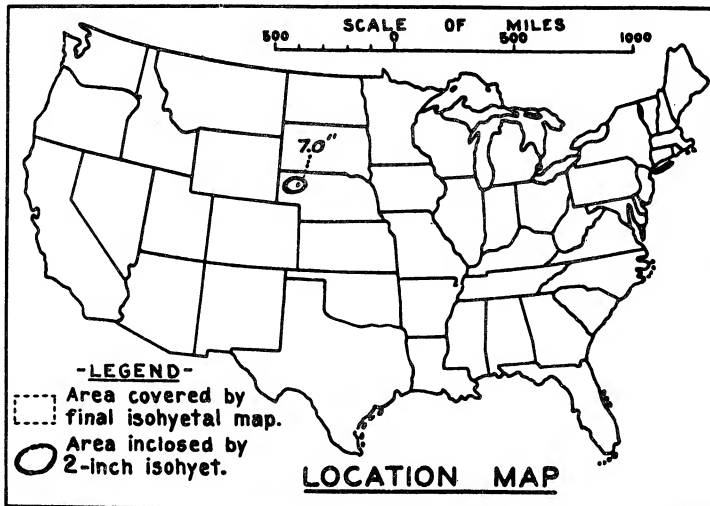 SCALE OF MILES
500 0 500 1000
7.0"
-LEGEND-
Area covered by
final isohyetal map.
Area inclosed by
2-inch isohyet.
LOCATION MAP